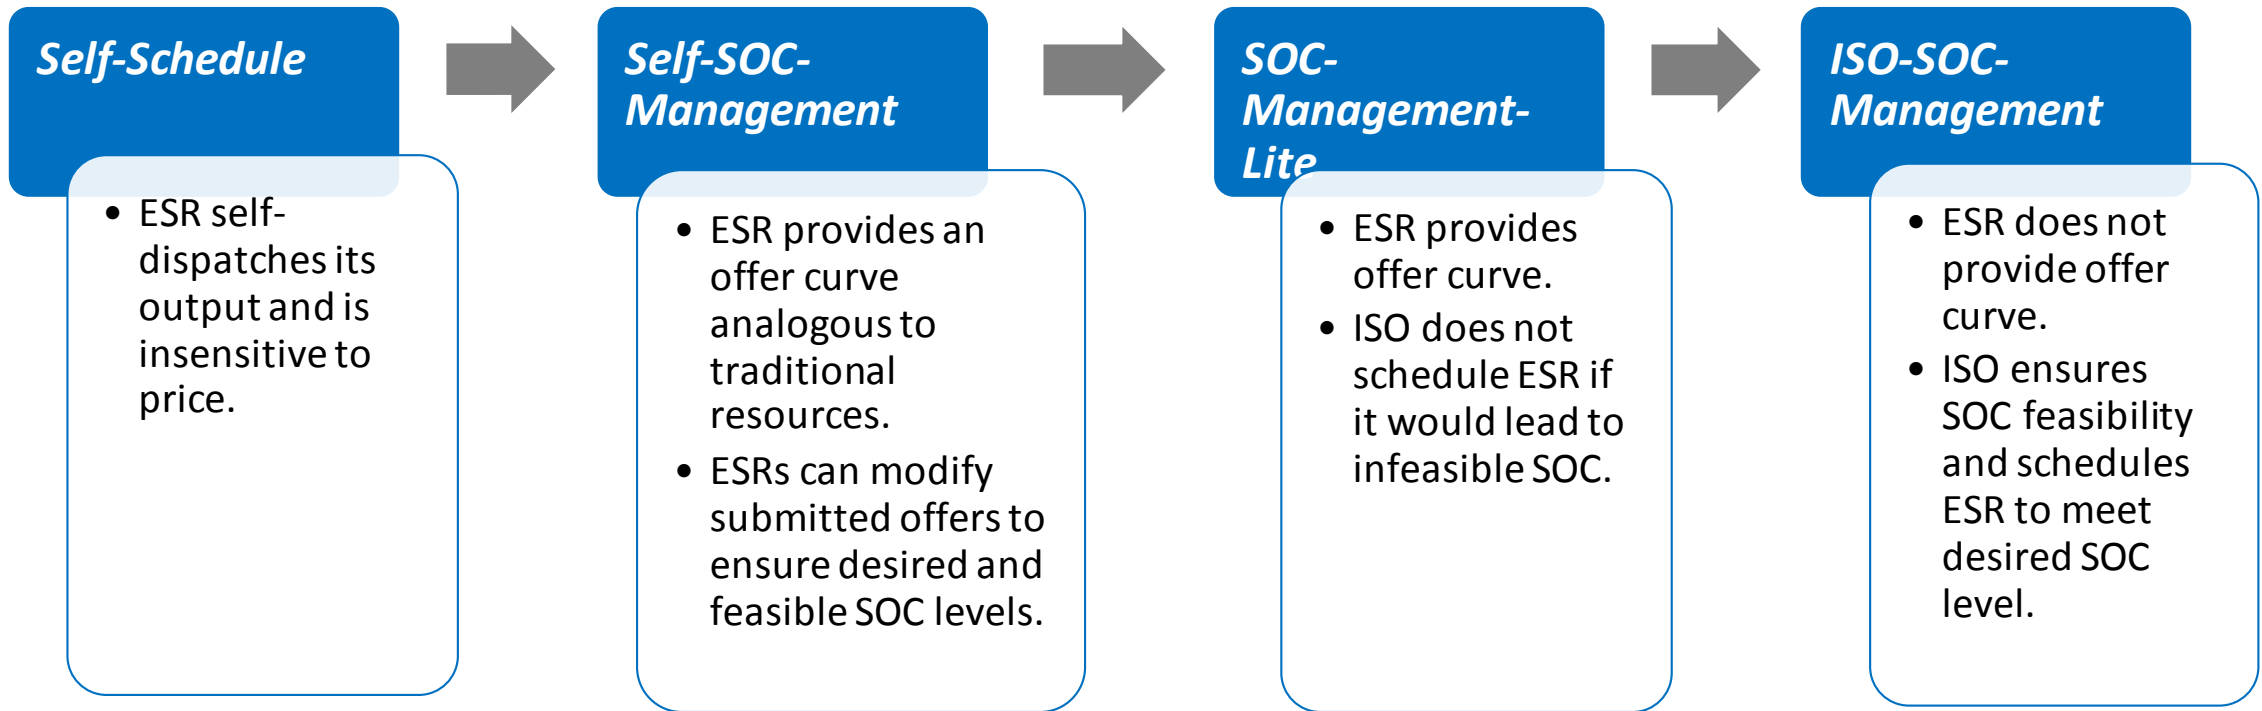 Self-Schedule
• ESR self-
dispatches its
output and is
insensitive to
price.
Self-SOC-
Management
• ESR provides an
offer curve
analogous to
traditional
resources.
• ESRs can modify
submitted offers to
ensure desired and
feasible SOC levels.
SOC-
Management-
Lite
• ESR provides
offer curve.
• ISO does not
schedule ESR if
it would lead to
infeasible SOC.
ISO-SOC-
Management
• ESR does not
provide offer
curve.
• ISO ensures
SOC feasibility
and schedules
ESR to meet
desired SOC
level.